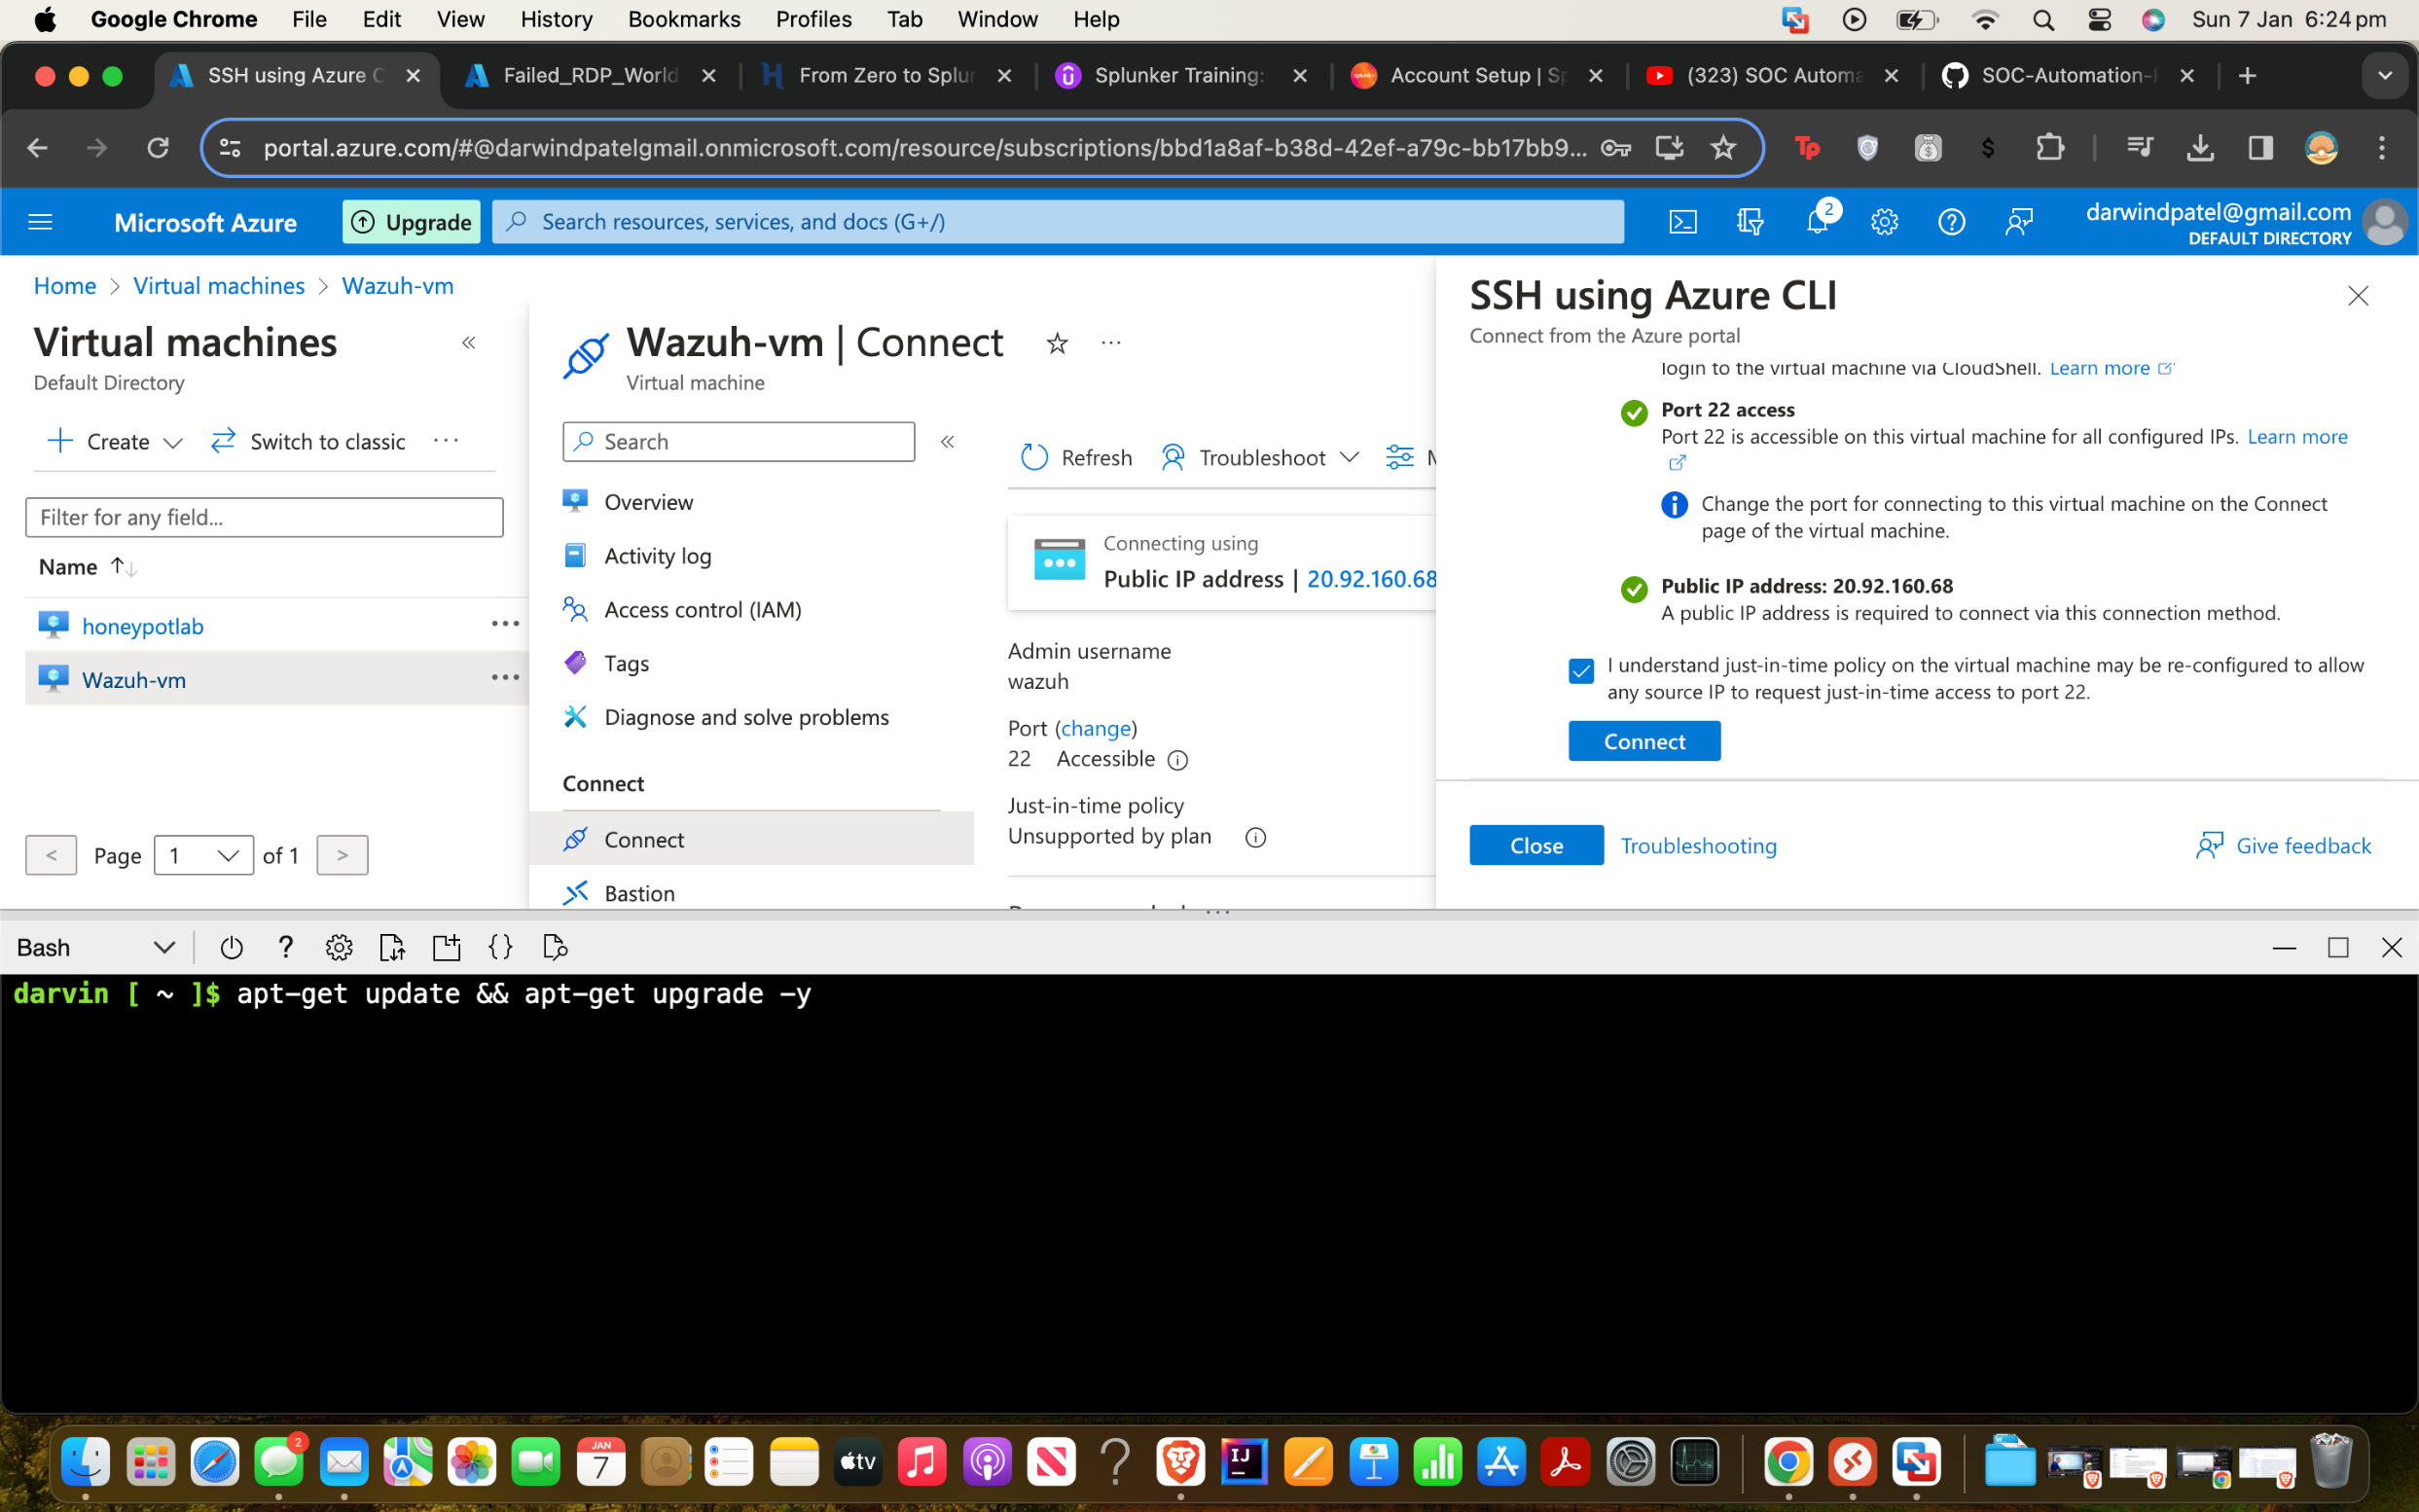 Google Chrome File Edit View History Bookmarks Profiles Tab Window Help Sun 7 Jan 6:24 pm
SSH using Azure C Failed_RDP_World From Zero to Splun Splunker Training: Account Setup | Sp (323) SOC Automa SOC-Automation-P
portal.azure.com/#@darwindpatelgmail.onmicrosoft.com/resource/subscriptions/bbd1a8af-b38d-42ef-a79c-bb17bb9...
Microsoft Azure Upgrade Search resources, services, and docs (G+/) 2 darwindpatel@gmail.com
DEFAULT DIRECTORY
Home > Virtual machines > Wazuh-vm
Virtual machines
Default Directory
Create Switch to classic ...
Filter for any field...
Name
honeypotlab ...
Wazuh-vm ...
< Page 1 of 1 >
Wazuh-vm | Connect ...
Virtual machine
Search
Overview
Activity log
Access control (IAM)
Tags
Diagnose and solve problems
Connect
Connect
Bastion
Refresh Troubleshoot
Connecting using
Public IP address | 20.92.160.68
Admin username
wazuh
Port (change)
22 Accessible
Just-in-time policy
Unsupported by plan
SSH using Azure CLI
Connect from the Azure portal
login to the virtual machine via CloudShell. Learn more
Port 22 access
Port 22 is accessible on this virtual machine for all configured IPs. Learn more
Change the port for connecting to this virtual machine on the Connect
page of the virtual machine.
Public IP address: 20.92.160.68
A public IP address is required to connect via this connection method.
I understand just-in-time policy on the virtual machine may be re-configured to allow
any source IP to request just-in-time access to port 22.
Connect
Close Troubleshooting Give feedback
Bash ? {}
darvin [ ~ ]$ apt-get update && apt-get upgrade -y
2
JAN
7
tv
IJ